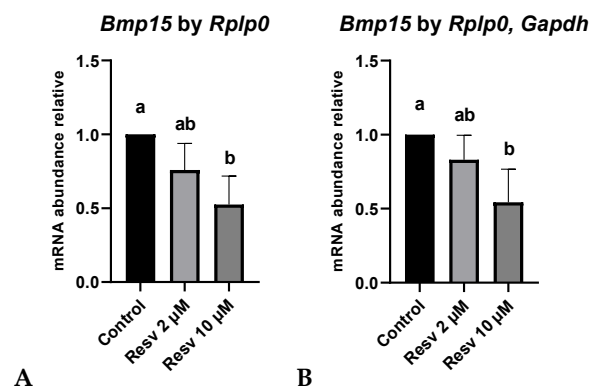 Bmp15 by Rplp0
mRNA abundance relative
1.5
1.0
0.5
0.0
a
ab
b
Control
Resv 2 µM
Resv 10 µM
A
Bmp15 by Rplp0, Gapdh
mRNA abundance relative
1.5
1.0
0.5
0.0
a
ab
b
Control
Resv 2 µM
Resv 10 µM
B